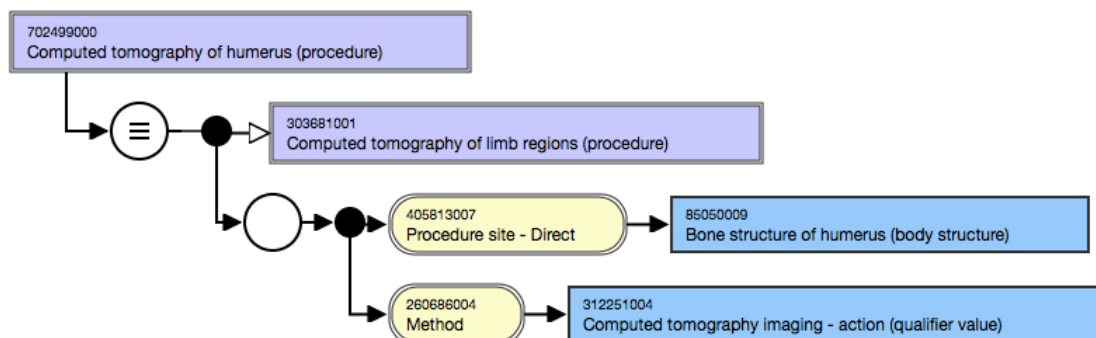 702499000
Computed tomography of humerus (procedure)
303681001
Computed tomography of limb regions (procedure)
405813007
Procedure site - Direct
85050009
Bone structure of humerus (body structure)
260686004
Method
312251004
Computed tomography imaging - action (qualifier value)